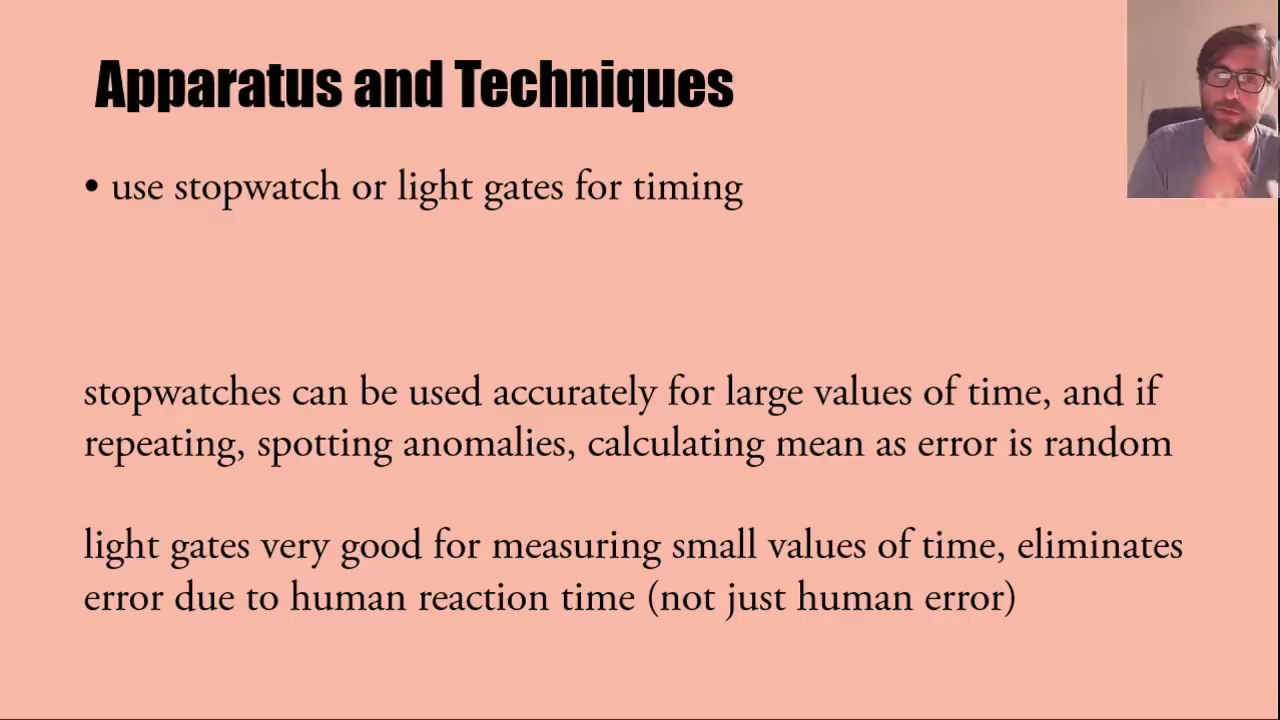 Apparatus and Techniques
• use stopwatch or light gates for timing
stopwatches can be used accurately for large values of time, and if
repeating, spotting anomalies, calculating mean as error is random
light gates very good for measuring small values of time, eliminates
error due to human reaction time (not just human error)